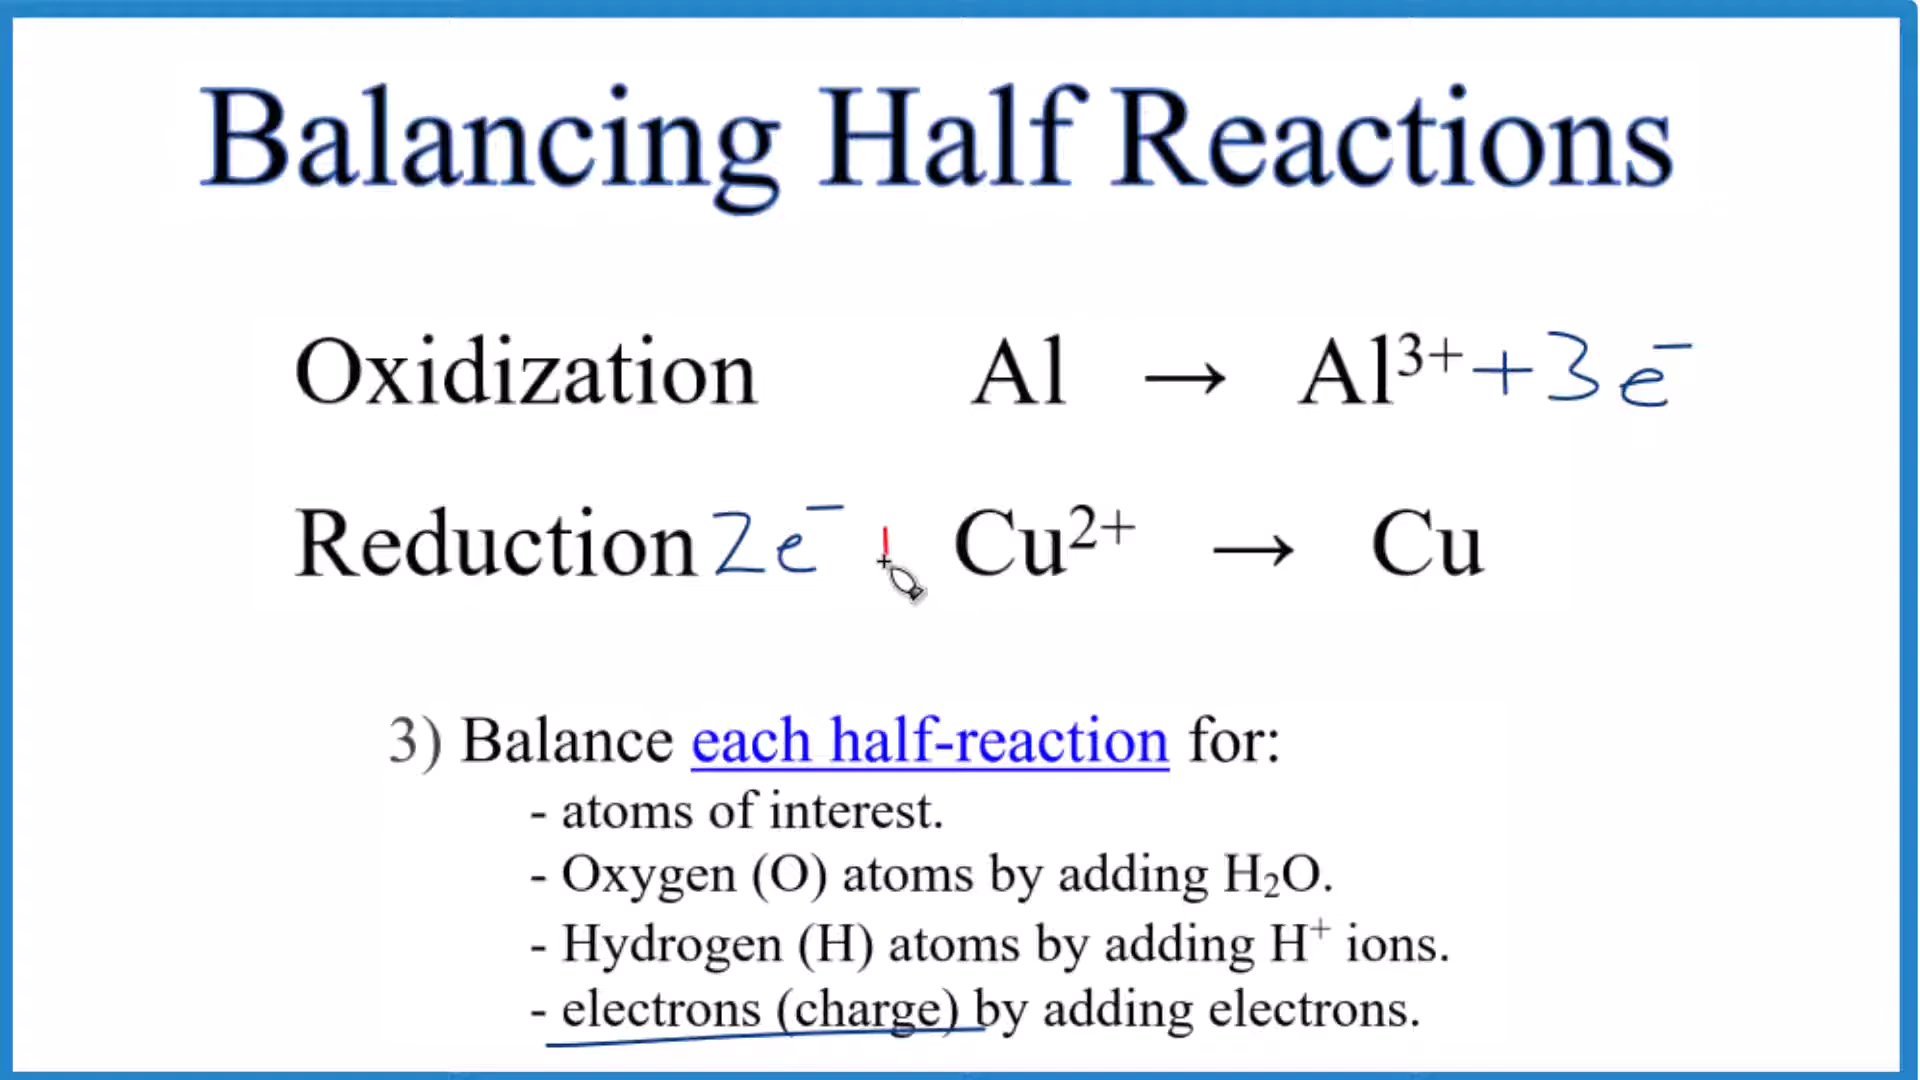 Balancing Half Reactions
Oxidization Al → Al³⁺ + 3e⁻
Reduction 2e⁻ Cu²⁺ → Cu
3) Balance each half-reaction for:
- atoms of interest.
- Oxygen (O) atoms by adding H₂O.
- Hydrogen (H) atoms by adding H⁺ ions.
- electrons (charge) by adding electrons.